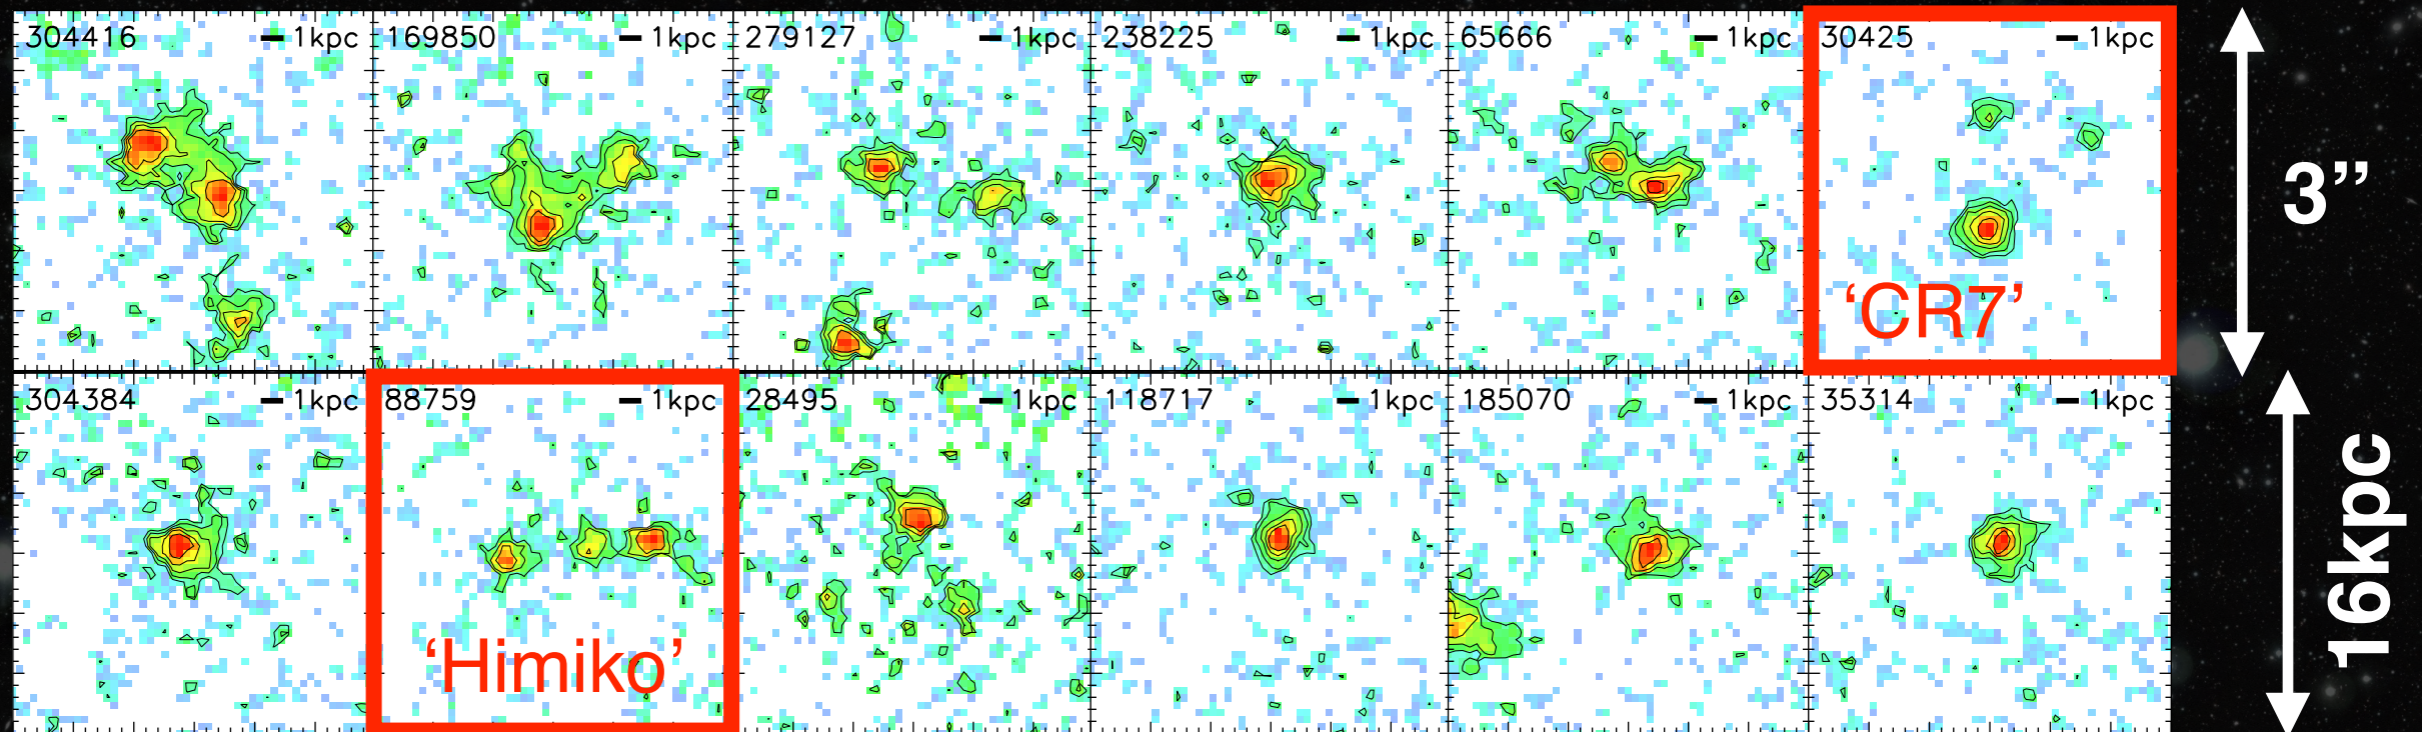 304416 1kpc
169850 1kpc
279127 1kpc
238225 1kpc
65666 1kpc
30425 1kpc
'CR7'
3”
304384 1kpc
88759 1kpc
'Himiko'
28495 1kpc
118717 1kpc
185070 1kpc
35314 1kpc
16kpc